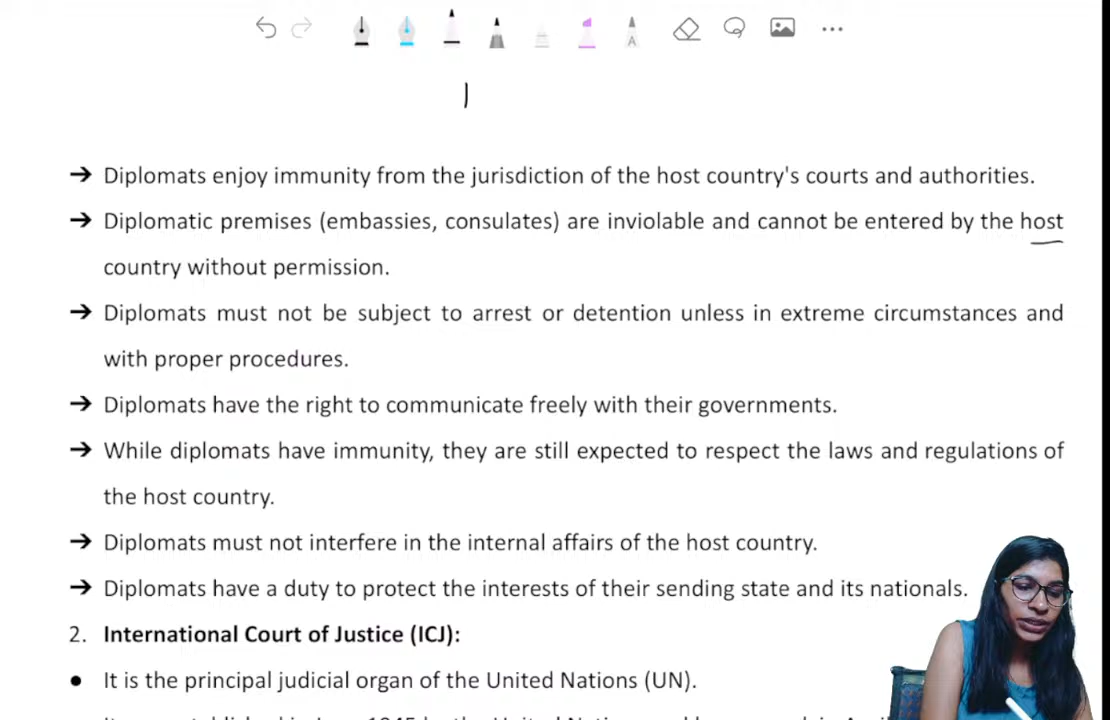 ➔ Diplomats enjoy immunity from the jurisdiction of the host country's courts and authorities.
➔ Diplomatic premises (embassies, consulates) are inviolable and cannot be entered by the host
country without permission.
➔ Diplomats must not be subject to arrest or detention unless in extreme circumstances and
with proper procedures.
➔ Diplomats have the right to communicate freely with their governments.
➔ While diplomats have immunity, they are still expected to respect the laws and regulations of
the host country.
➔ Diplomats must not interfere in the internal affairs of the host country.
➔ Diplomats have a duty to protect the interests of their sending state and its nationals.
2. International Court of Justice (ICJ):
● It is the principal judicial organ of the United Nations (UN).